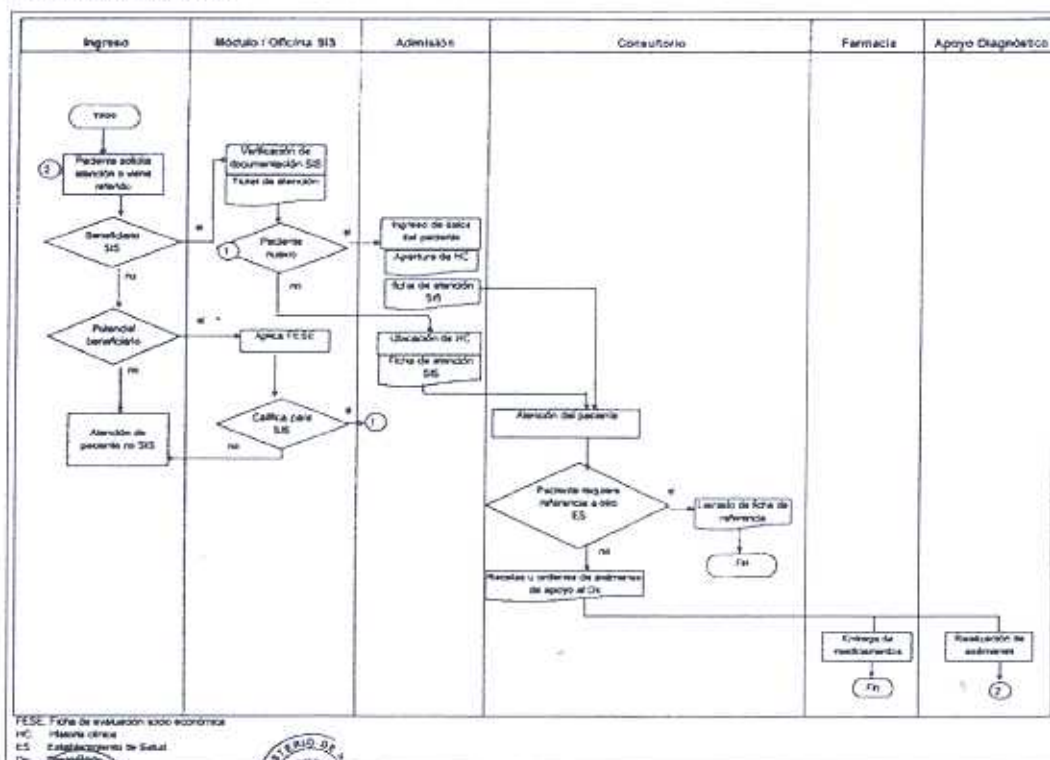 Ingreso
Módulo / Oficina SIS
Admisión
Consultorio
Farmacia
Apoyo Diagnóstico
Inicio
2
Paciente solicita
atención o viene
referido
Beneficiario
SIS
si
no
Potencial
beneficiario
si
no
Atención de
paciente no SIS
Verificación de
documentación SIS
Ticket de atención
1
Paciente
nuevo
si
no
Aplica FESE
Califica para
SIS
si
1
no
Ingreso de datos
del paciente
Apertura de HC
Ficha de atención
SIS
Ubicación de HC
Ficha de atención
SIS
Atención del paciente
Paciente requiere
referencia a otro
ES
si
Llenado de ficha de
referencia
Fin
no
Recetas u ordenes de exámenes
de apoyo al Dx
Entrega de
medicamentos
Fin
Realización de
exámenes
2
FESE: Ficha de evaluación socio económica
HC Historia clínica
ES Establecimiento de Salud